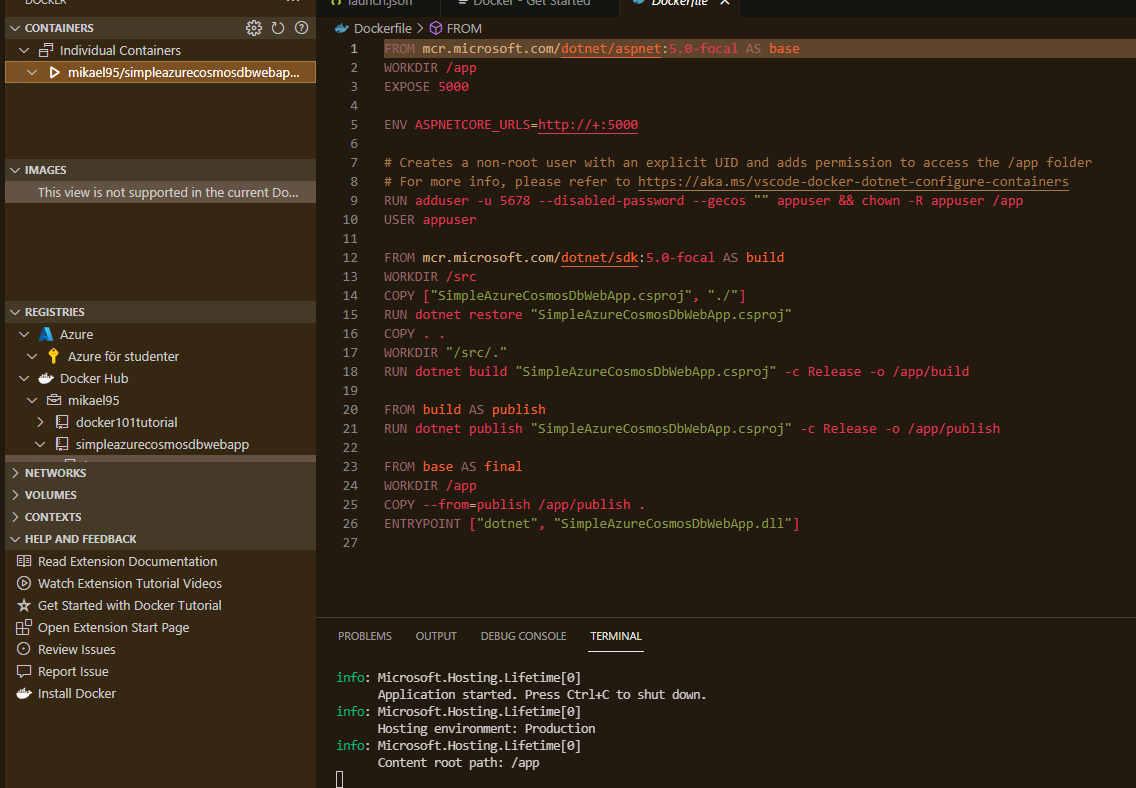 DOCKER
CONTAINERS
Individual Containers
mikael95/simpleazurecosmosdbwebap...
IMAGES
This view is not supported in the current Do...
REGISTRIES
Azure
Azure för studenter
Docker Hub
mikael95
docker101tutorial
simpleazurecosmosdbwebapp
NETWORKS
VOLUMES
CONTEXTS
HELP AND FEEDBACK
Read Extension Documentation
Watch Extension Tutorial Videos
Get Started with Docker Tutorial
Open Extension Start Page
Review Issues
Report Issue
Install Docker
launch.json Docker - Get Started Dockerfile
Dockerfile > FROM
1 FROM mcr.microsoft.com/dotnet/aspnet:5.0-focal AS base
2 WORKDIR /app
3 EXPOSE 5000
4
5 ENV ASPNETCORE_URLS=http://+:5000
6
7 # Creates a non-root user with an explicit UID and adds permission to access the /app folder
8 # For more info, please refer to https://aka.ms/vscode-docker-dotnet-configure-containers
9 RUN adduser -u 5678 --disabled-password --gecos "" appuser && chown -R appuser /app
10 USER appuser
11
12 FROM mcr.microsoft.com/dotnet/sdk:5.0-focal AS build
13 WORKDIR /src
14 COPY ["SimpleAzureCosmosDbWebApp.csproj", "./"]
15 RUN dotnet restore "SimpleAzureCosmosDbWebApp.csproj"
16 COPY . .
17 WORKDIR "/src/."
18 RUN dotnet build "SimpleAzureCosmosDbWebApp.csproj" -c Release -o /app/build
19
20 FROM build AS publish
21 RUN dotnet publish "SimpleAzureCosmosDbWebApp.csproj" -c Release -o /app/publish
22
23 FROM base AS final
24 WORKDIR /app
25 COPY --from=publish /app/publish .
26 ENTRYPOINT ["dotnet", "SimpleAzureCosmosDbWebApp.dll"]
27
PROBLEMS OUTPUT DEBUG CONSOLE TERMINAL
info: Microsoft.Hosting.Lifetime[0]
Application started. Press Ctrl+C to shut down.
info: Microsoft.Hosting.Lifetime[0]
Hosting environment: Production
info: Microsoft.Hosting.Lifetime[0]
Content root path: /app